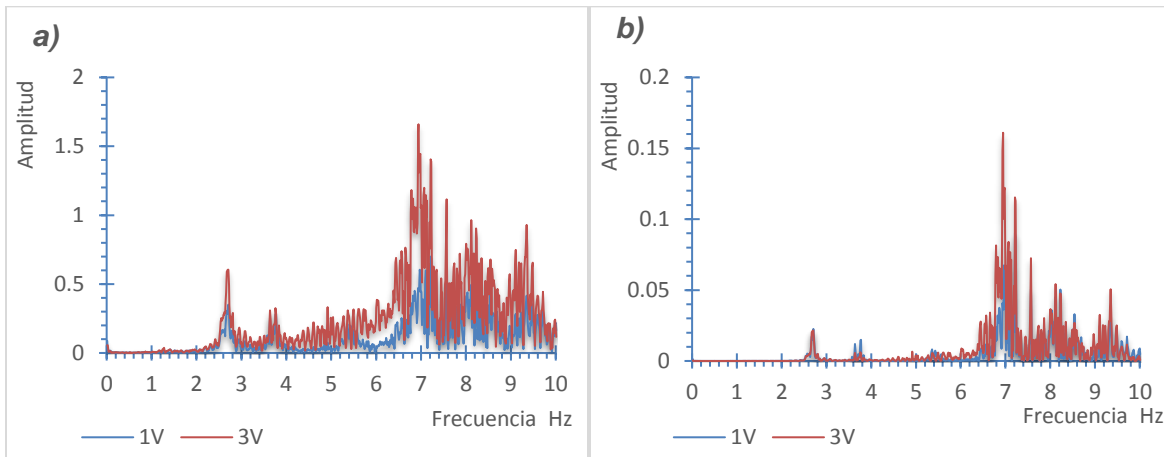 a)
Amplitud
2
1.5
1
0.5
0
0 1 2 3 4 5 6 7 8 9 10
Frecuencia Hz
1V 3V
b)
Amplitud
0.2
0.15
0.1
0.05
0
0 1 2 3 4 5 6 7 8 9 10
Frecuencia Hz
1V 3V